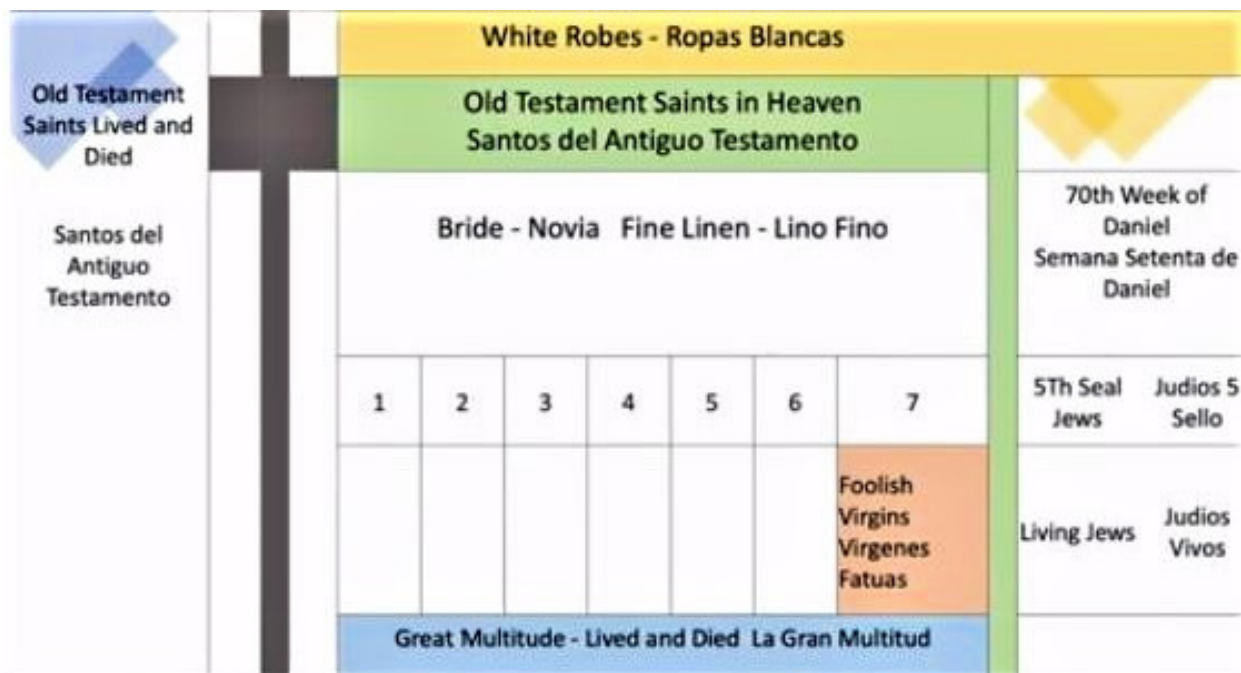 White Robes - Ropas Blancas
Old Testament
Saints Lived and
Died
Santos del
Antiguo
Testamento
Old Testament Saints in Heaven
Santos del Antiguo Testamento
Bride - Novia Fine Linen - Lino Fino
70th Week of
Daniel
Semana Setenta de
Daniel
1 2 3 4 5 6 7
5Th Seal
Jews
Judios 5
Sello
Foolish
Virgins
Virgenes
Fatuas
Living Jews
Judios
Vivos
Great Multitude - Lived and Died La Gran Multitud